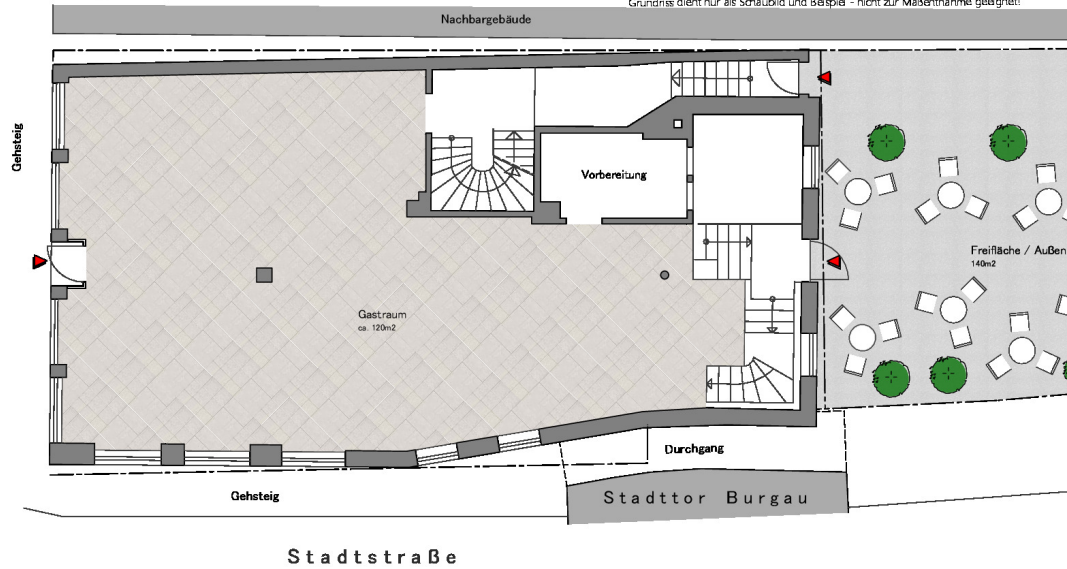 Grundriss dient nur als Schaubild und Beispiel - nicht zur Maßentnahme geeignet!
Nachbargebäude
Gehsteig
Vorbereitung
Freifläche / Außen
140m2
Gastraum
ca. 120m2
Durchgang
Gehsteig
Stadttor Burgau
Stadtstraße